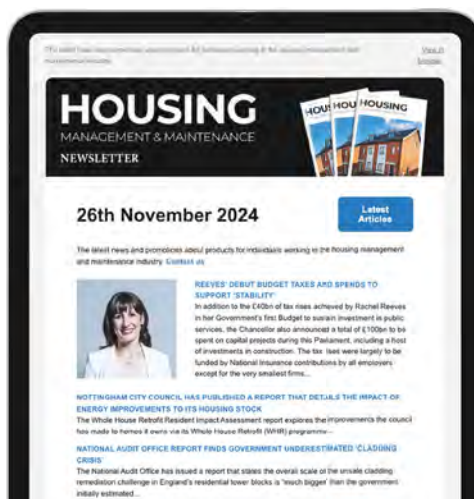 View in
browser
HOUSING
MANAGEMENT & MAINTENANCE
NEWSLETTER
HOUSING
26th November 2024
Latest
Articles
The latest news and promotions about products for individuals working in the housing management
and maintenance industry. Contact us
REEVES' DEBUT BUDGET TAXES AND SPENDS TO
SUPPORT 'STABILITY'
In addition to the £40bn of tax rises achieved by Rachel Reeves
in her Government's first Budget to sustain investment in public
services, the Chancellor also announced a total of £100bn to be
spent on capital projects during this Parliament, including a host
of investments in construction. The tax rises were largely to be
funded by National Insurance contributions by all employers
except for the very smallest firms...
NOTTINGHAM CITY COUNCIL HAS PUBLISHED A REPORT THAT DETAILS THE IMPACT OF
ENERGY IMPROVEMENTS TO ITS HOUSING STOCK
The Whole House Retrofit Resident Impact Assessment report explores the improvements the council
has made to homes it owns via its Whole House Retrofit (WHR) programme...
NATIONAL AUDIT OFFICE REPORT FINDS GOVERNMENT UNDERESTIMATED 'CLADDING
CRISIS'
The National Audit Office has issued a report that states the overall scale of the unsafe cladding
remediation challenge in England's residential tower blocks is 'much bigger' than the government
initially estimated...